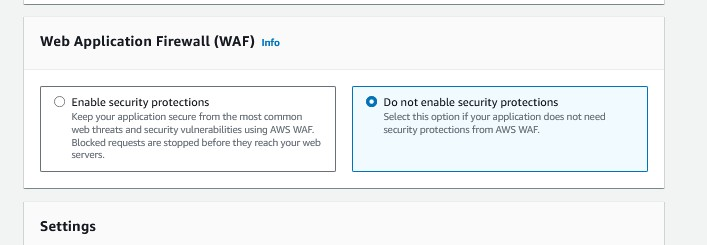 Web Application Firewall (WAF) Info
Enable security protections
Keep your application secure from the most common
web threats and security vulnerabilities using AWS WAF.
Blocked requests are stopped before they reach your web
servers.
Do not enable security protections
Select this option if your application does not need
security protections from AWS WAF.
Settings